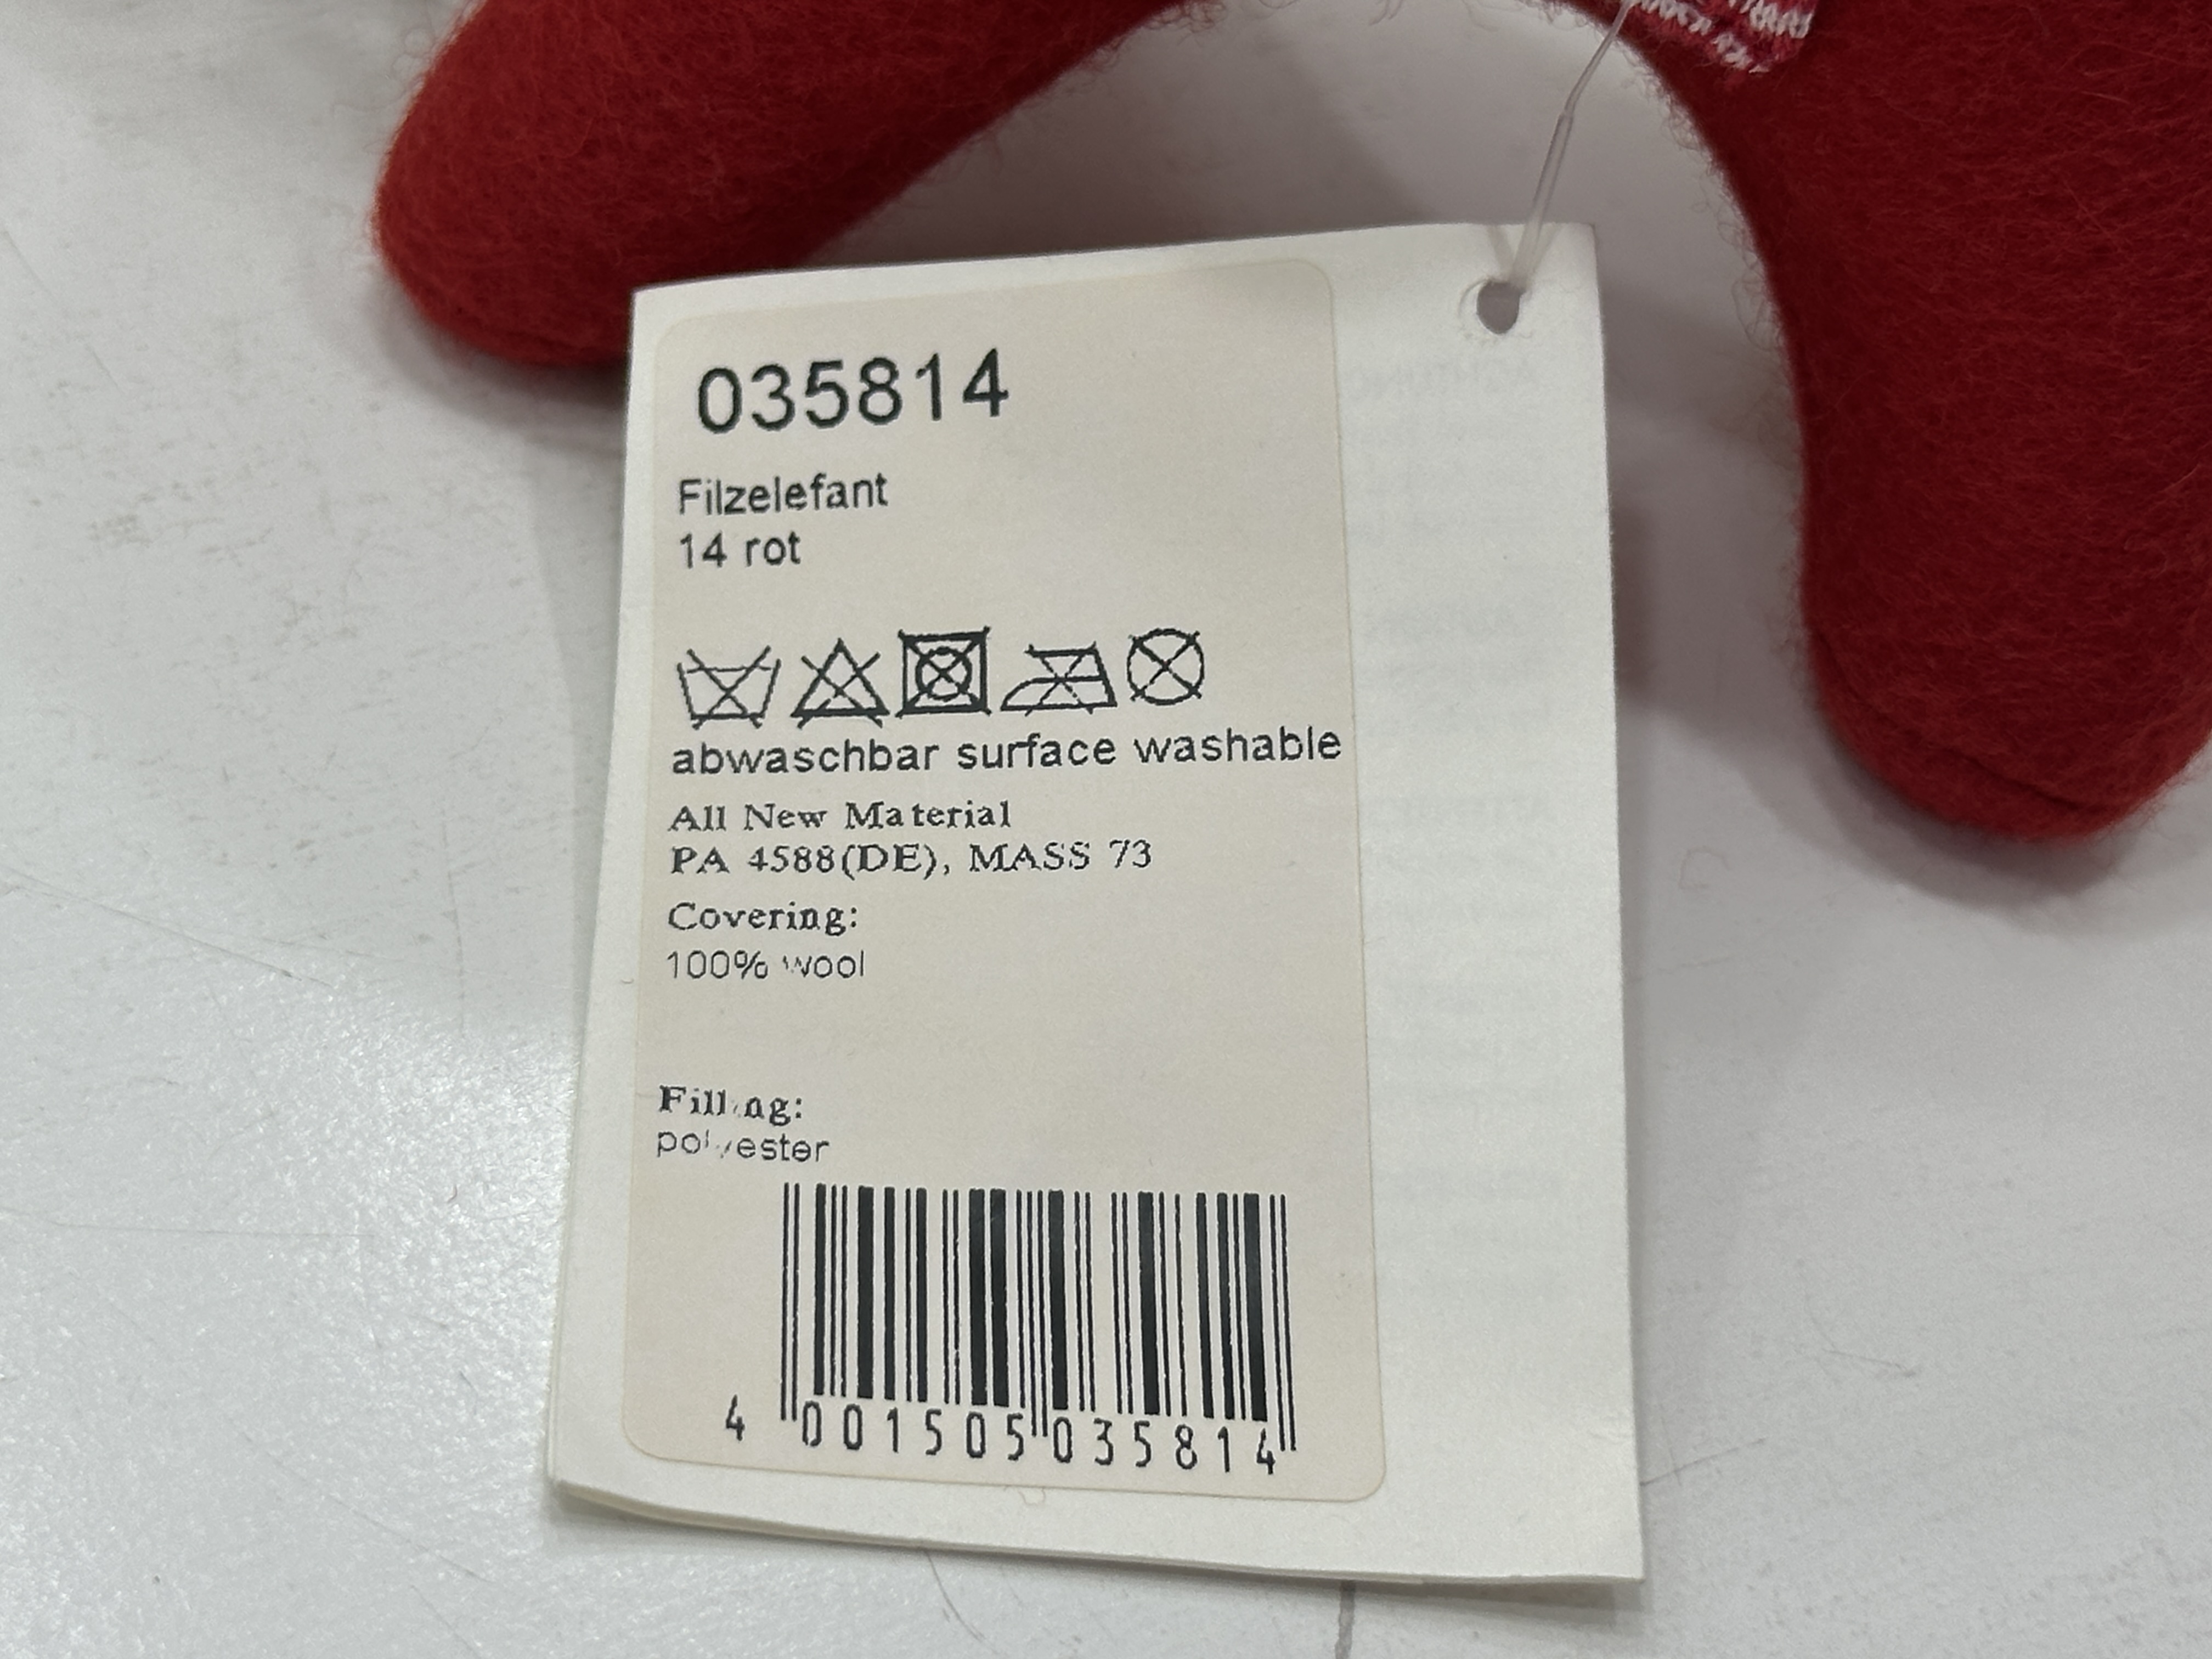 035814
Filzelefant
14 rot
abwaschbar surface washable
All New Material
PA 4588(DE), MASS 73
Covering:
100% wool
Filling:
polyester
4 001505 035814